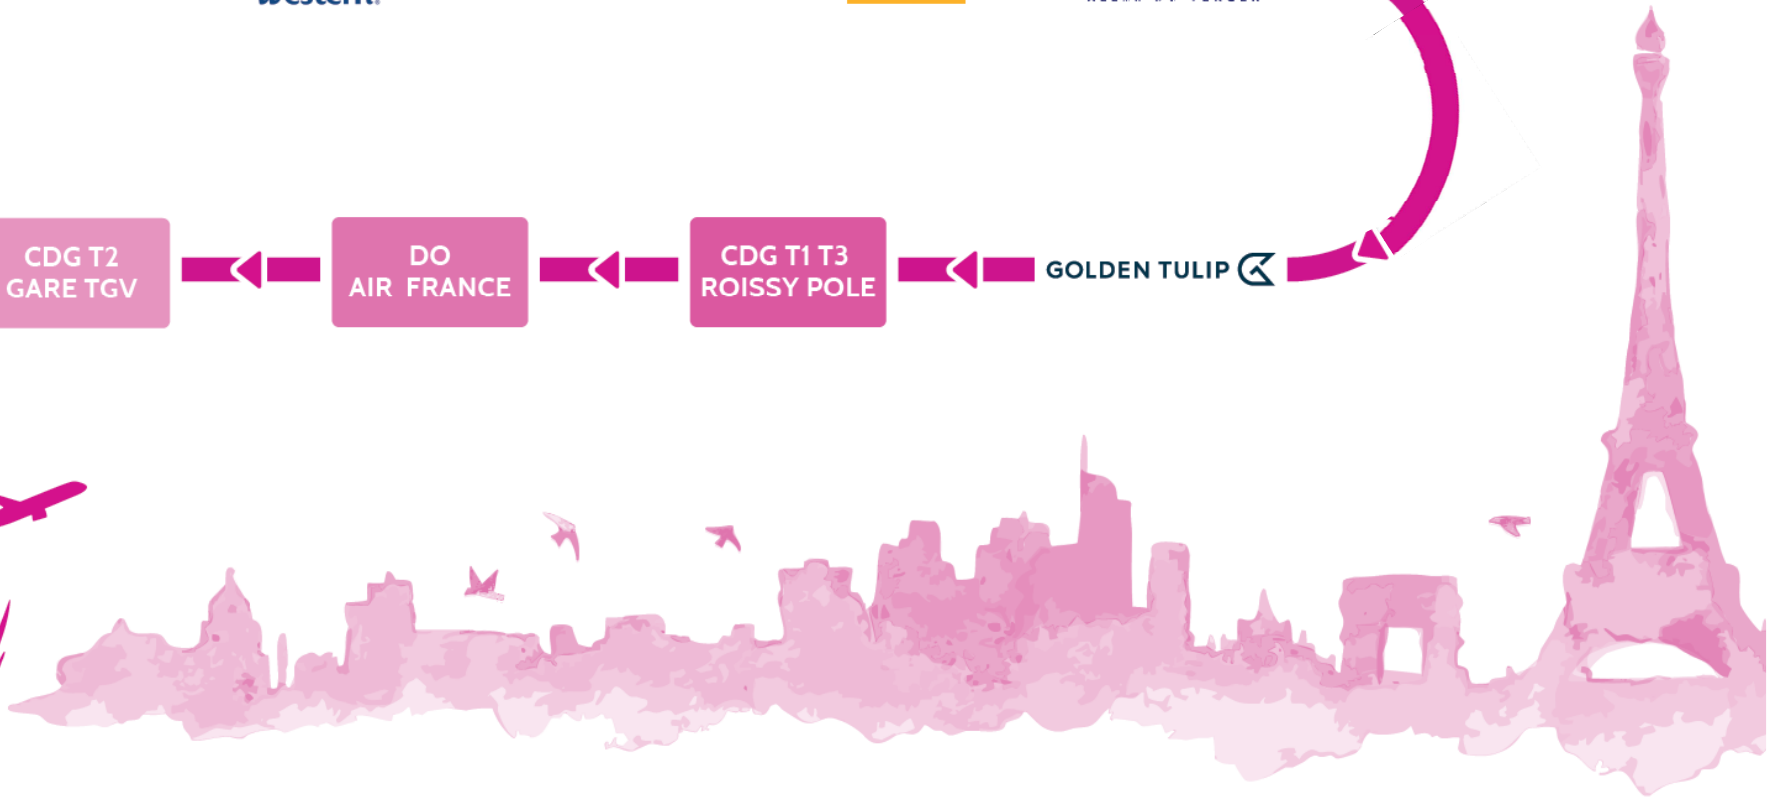 CDG T2
GARE TGV
DO
AIR FRANCE
CDG T1 T3
ROISSY POLE
GOLDEN TULIP